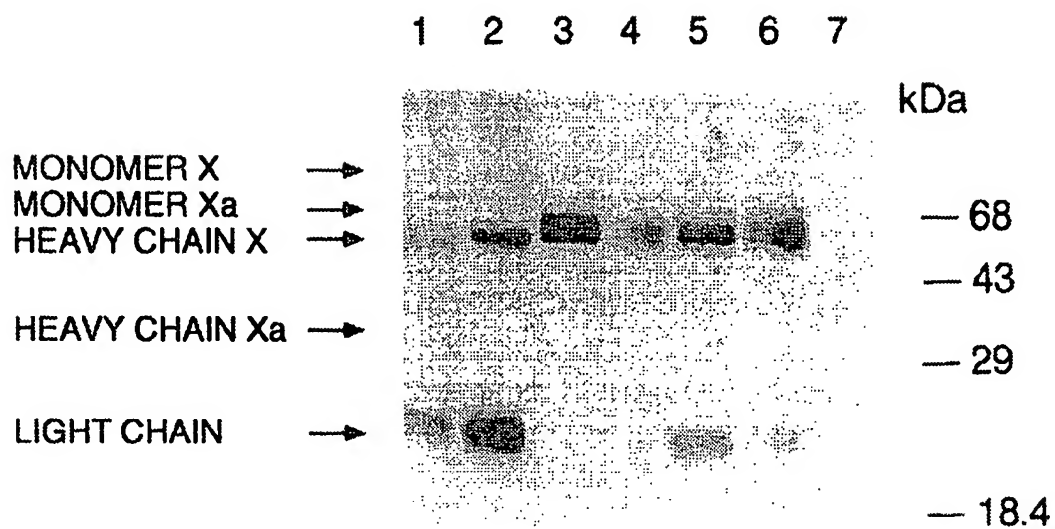 1 2 3 4 5 6 7
kDa
MONOMER X
MONOMER Xa
HEAVY CHAIN X
HEAVY CHAIN Xa
LIGHT CHAIN
68
43
29
18.4